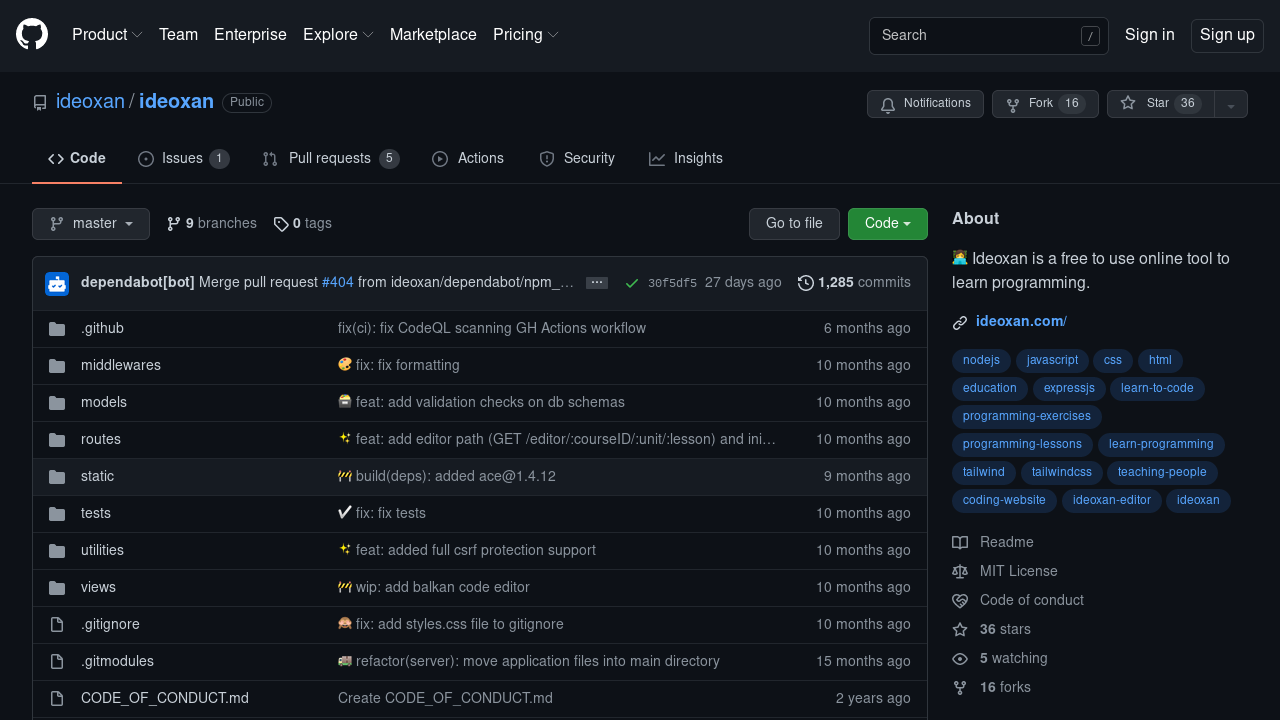 Product Team Enterprise Explore Marketplace Pricing Search / Sign in Sign up
ideoxan / ideoxan Public Notifications Fork 16 Star 36
Code Issues 1 Pull requests 5 Actions Security Insights
master 9 branches 0 tags Go to file Code
dependabot[bot] Merge pull request #404 from ideoxan/dependabot/npm_… … 30f5df5 27 days ago 1,285 commits
.github fix(ci): fix CodeQL scanning GH Actions workflow 6 months ago
middlewares 🎨 fix: fix formatting 10 months ago
models 🗃 feat: add validation checks on db schemas 10 months ago
routes ✨ feat: add editor path (GET /editor/:courseID/:unit/:lesson) and ini… 10 months ago
static 🚧 build(deps): added ace@1.4.12 9 months ago
tests ✔ fix: fix tests 10 months ago
utilities ✨ feat: added full csrf protection support 10 months ago
views 🚧 wip: add balkan code editor 10 months ago
.gitignore 🙈 fix: add styles.css file to gitignore 10 months ago
.gitmodules 🚚 refactor(server): move application files into main directory 15 months ago
CODE_OF_CONDUCT.md Create CODE_OF_CONDUCT.md 2 years ago
About
👩‍💻 Ideoxan is a free to use online tool to
learn programming.
ideoxan.com/
nodejs javascript css html
education expressjs learn-to-code
programming-exercises
programming-lessons learn-programming
tailwind tailwindcss teaching-people
coding-website ideoxan-editor ideoxan
Readme
MIT License
Code of conduct
36 stars
5 watching
16 forks